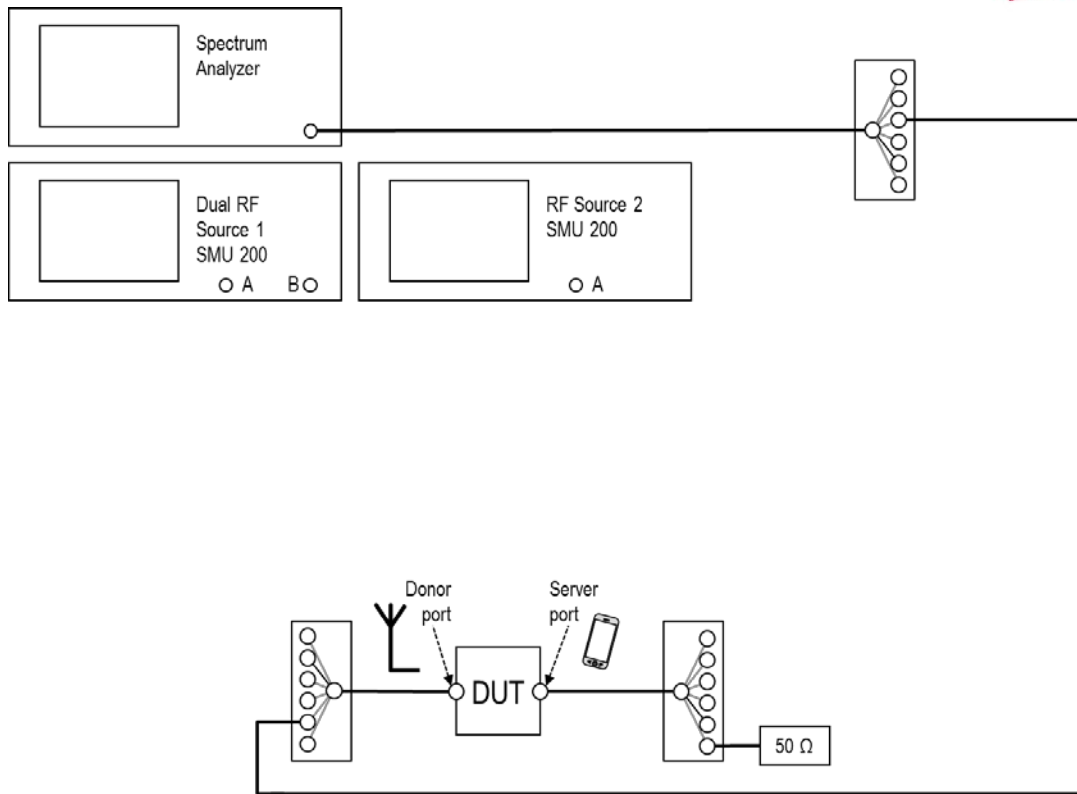 Spectrum
Analyzer
Dual RF
Source 1
SMU 200
A B
RF Source 2
SMU 200
A
Donor
port
Server
port
DUT
50 Ω